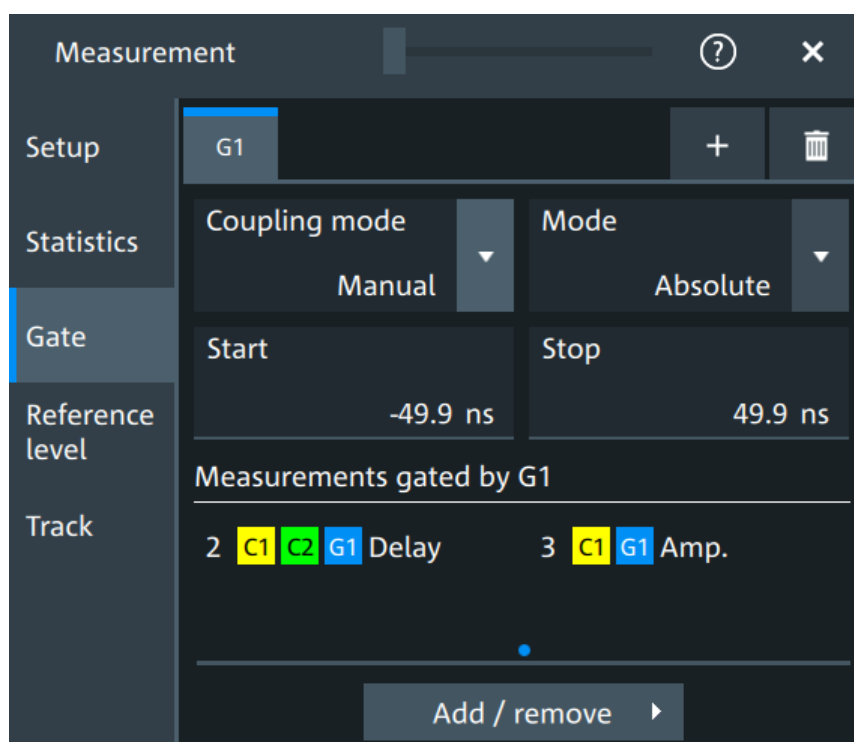 Measurement ? ×
Setup
Statistics
Gate
Reference
level
Track
G1 +
Coupling mode
Manual
Mode
Absolute
Start
-49.9 ns
Stop
49.9 ns
Measurements gated by G1
2 C1 C2 G1 Delay
3 C1 G1 Amp.
Add / remove